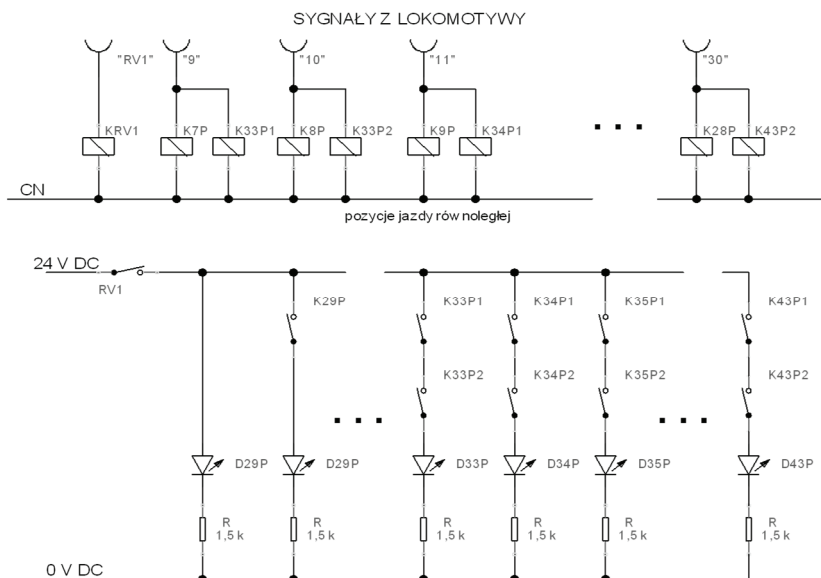 SYGNAŁY Z LOKOMOTYWY
"RV1" "9" "10" "11" "30"
KRV1 K7P K33P1 K8P K33P2 K9P K34P1 K28P K43P2
CN
pozycje jazdy rów noległej
24 V DC
RV1
K29P K33P1 K34P1 K35P1 K43P1
K33P2 K34P2 K35P2 K43P2
D29P D29P D33P D34P D35P D43P
R R R R R R
1,5 k 1,5 k 1,5 k 1,5 k 1,5 k 1,5 k
0 V DC